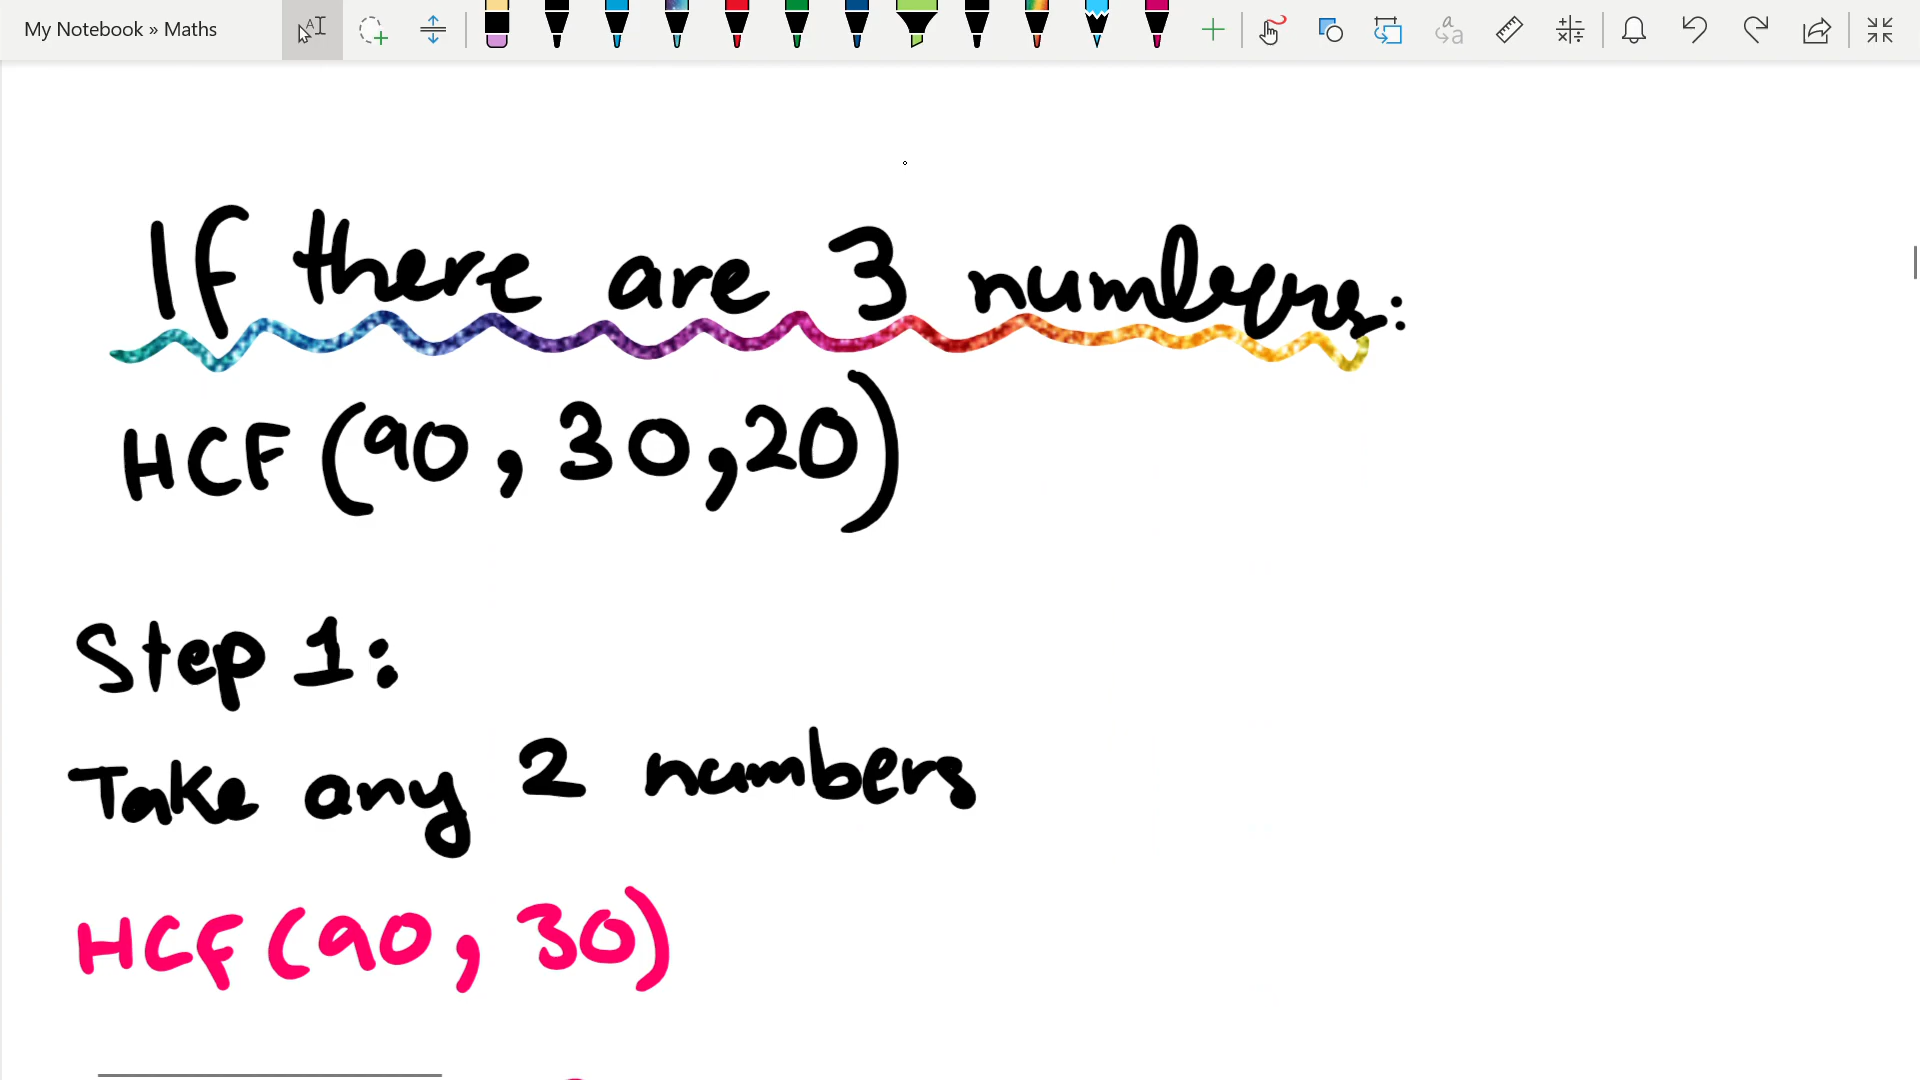 My Notebook » Maths
If there are 3 numbers:
HCF (90, 30, 20)
Step 1:
Take any 2 numbers
HCF (90, 30)